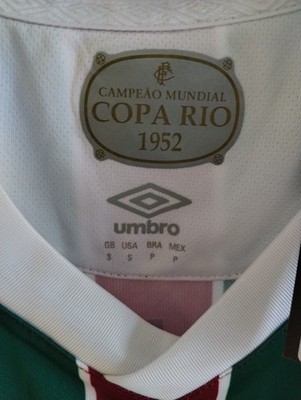 CAMPEÃO MUNDIAL
COPA RIO
1952
umbro
GB USA BRA MEX
S S P P